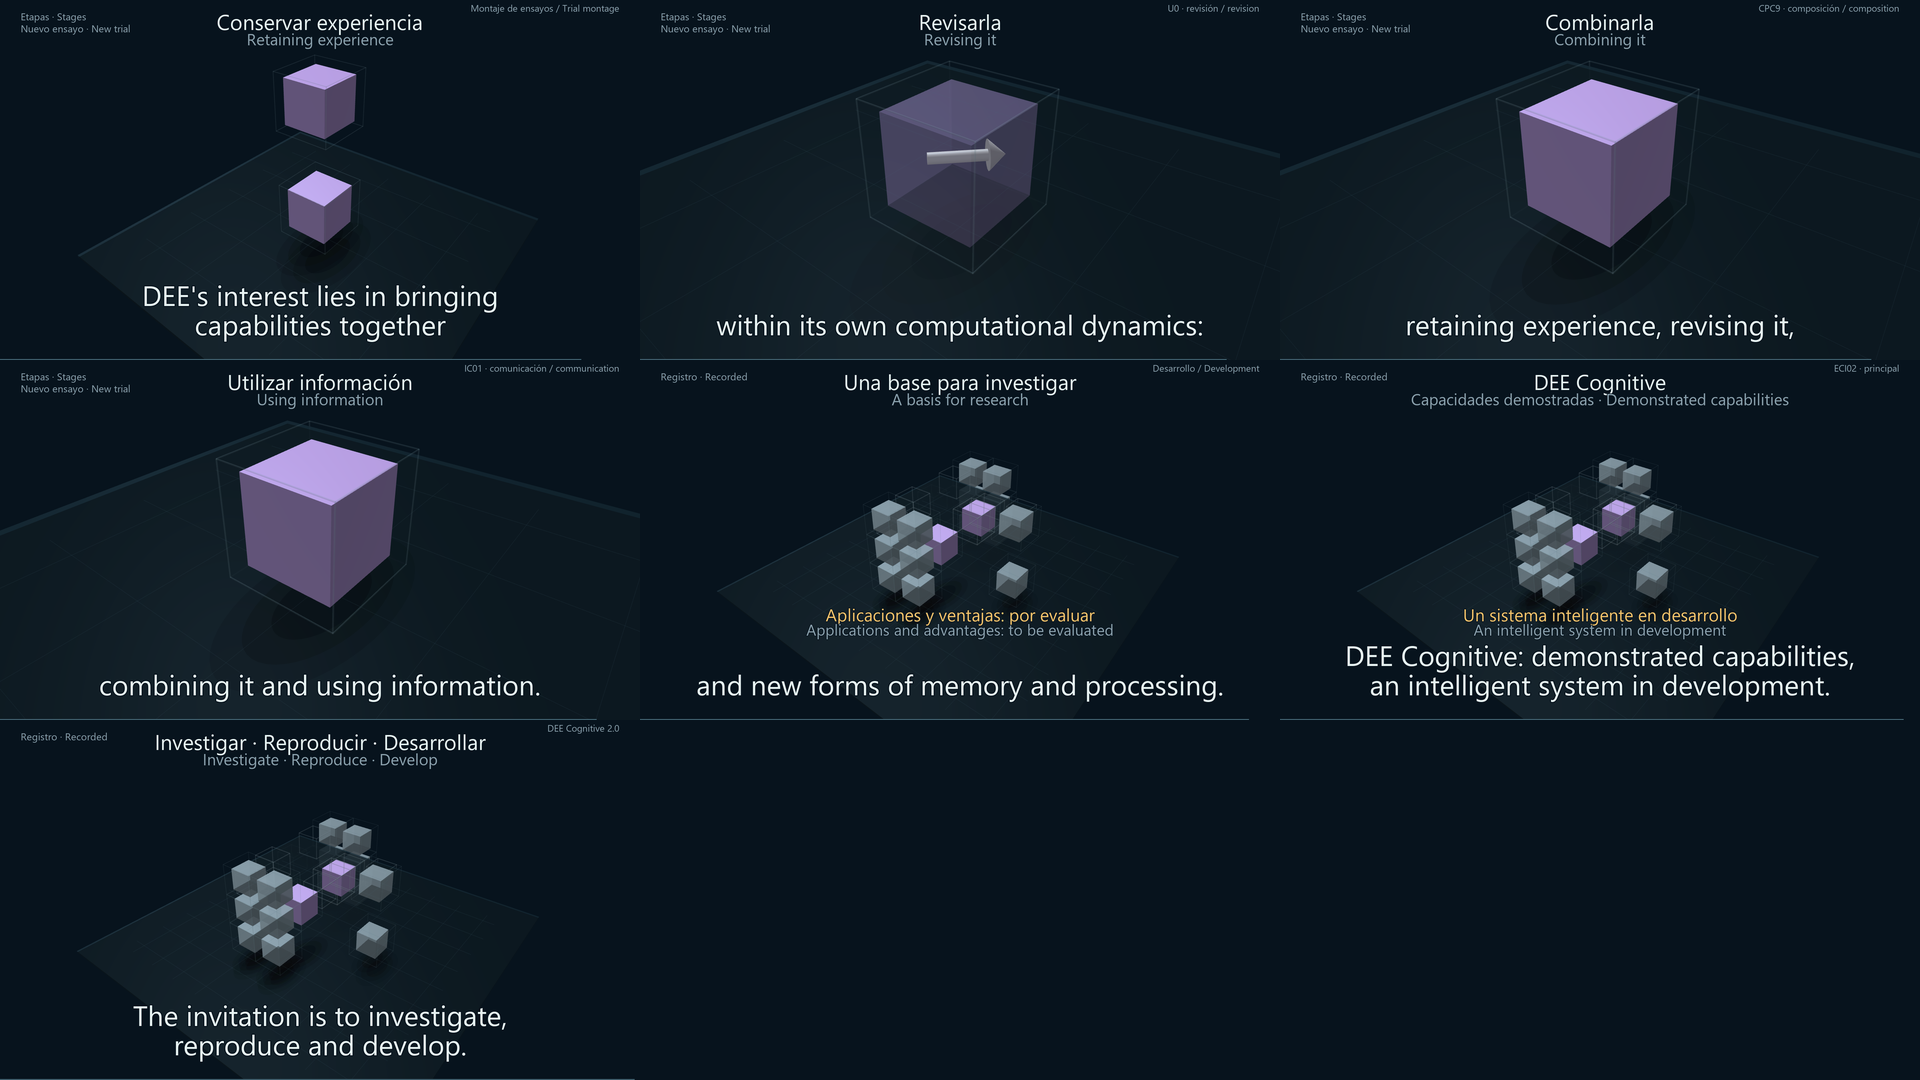 Etapas · Stages
Nuevo ensayo · New trial
Montaje de ensayos / Trial montage
Conservar experiencia
Retaining experience
DEE's interest lies in bringing
capabilities together
Etapas · Stages
Nuevo ensayo · New trial
U0 · revisión / revision
Revisarla
Revising it
within its own computational dynamics:
Etapas · Stages
Nuevo ensayo · New trial
CPC9 · composición / composition
Combinarla
Combining it
retaining experience, revising it,
Etapas · Stages
Nuevo ensayo · New trial
IC01 · comunicación / communication
Utilizar información
Using information
combining it and using information.
Registro · Recorded
Desarrollo / Development
Una base para investigar
A basis for research
Aplicaciones y ventajas: por evaluar
Applications and advantages: to be evaluated
and new forms of memory and processing.
Registro · Recorded
ECI02 · principal
DEE Cognitive
Capacidades demostradas · Demonstrated capabilities
Un sistema inteligente en desarrollo
An intelligent system in development
DEE Cognitive: demonstrated capabilities,
an intelligent system in development.
Registro · Recorded
DEE Cognitive 2.0
Investigar · Reproducir · Desarrollar
Investigate · Reproduce · Develop
The invitation is to investigate,
reproduce and develop.